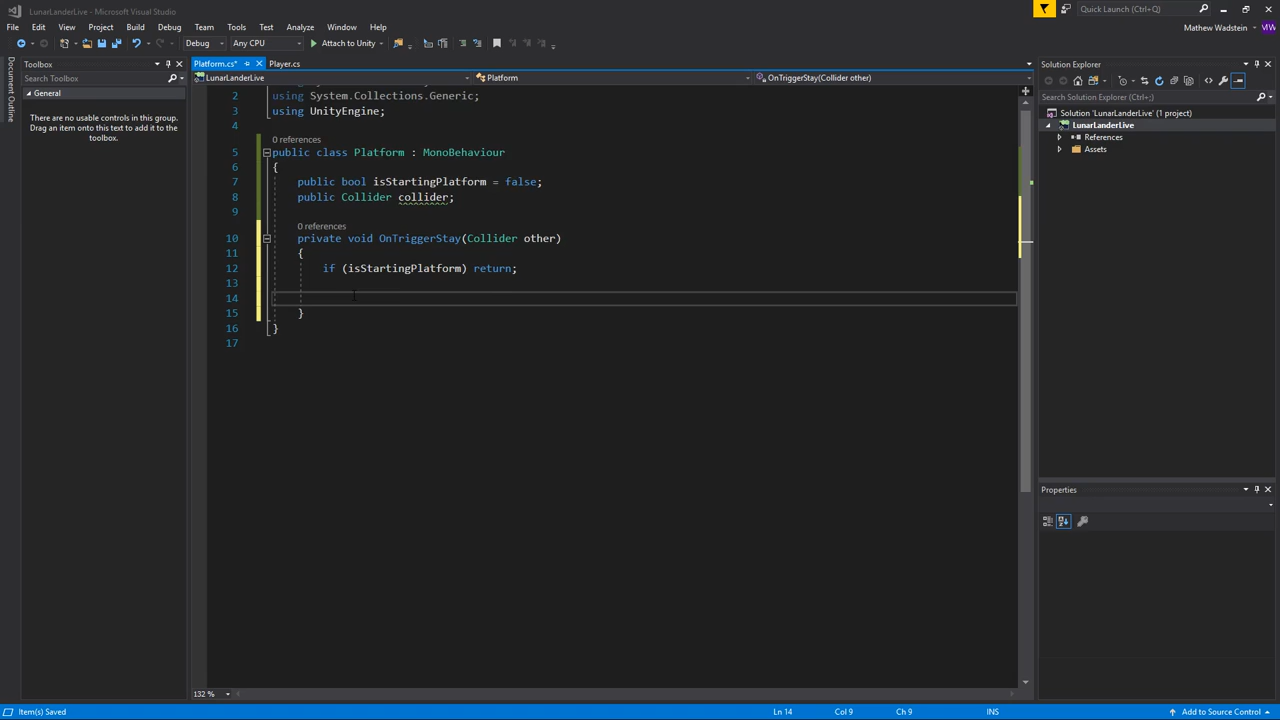 LunarLanderLive - Microsoft Visual Studio
Quick Launch (Ctrl+Q)
File Edit View Project Build Debug Team Tools Test Analyze Window Help
Mathew Wadstein MW
Debug Any CPU Attach to Unity
Document Outline
Toolbox
Search Toolbox
General
There are no usable controls in this group. Drag an item onto this text to add it to the toolbox.
Platform.cs* Player.cs
LunarLanderLive Platform OnTriggerStay(Collider other)
2 using System.Collections.Generic;
3 using UnityEngine;
4
0 references
5 public class Platform : MonoBehaviour
6 {
7 public bool isStartingPlatform = false;
8 public Collider collider;
9
0 references
10 private void OnTriggerStay(Collider other)
11 {
12 if (isStartingPlatform) return;
13
14
15 }
16 }
17
132 %
Solution Explorer
Search Solution Explorer (Ctrl+;)
Solution 'LunarLanderLive' (1 project)
LunarLanderLive
References
Assets
Properties
Item(s) Saved Ln 14 Col 9 Ch 9 INS Add to Source Control